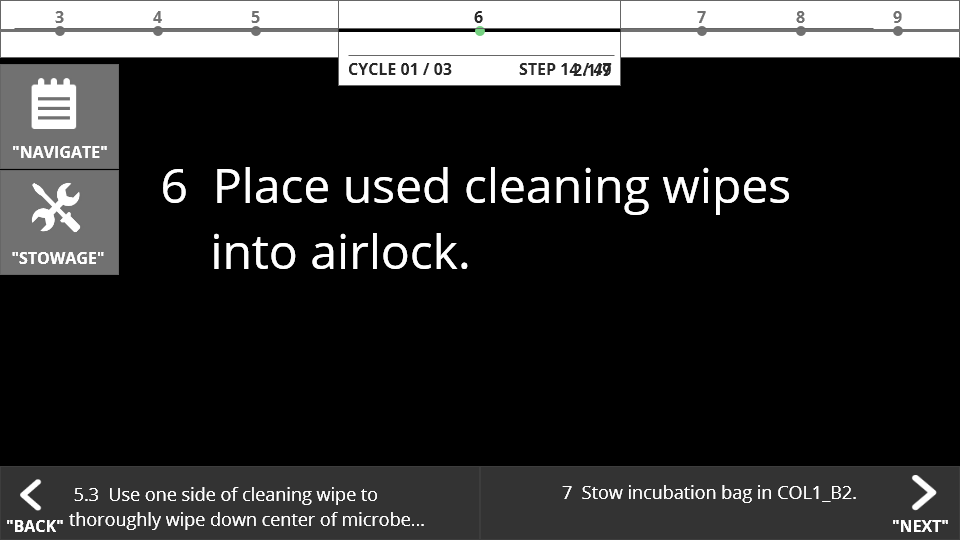 3 4 5 6 7 8 9
CYCLE 01 / 03 STEP
"NAVIGATE"
"STOWAGE"
6 Place used cleaning wipes
into airlock.
5.3 Use one side of cleaning wipe to
thoroughly wipe down center of microbe...
"BACK"
7 Stow incubation bag in COL1_B2.
"NEXT"